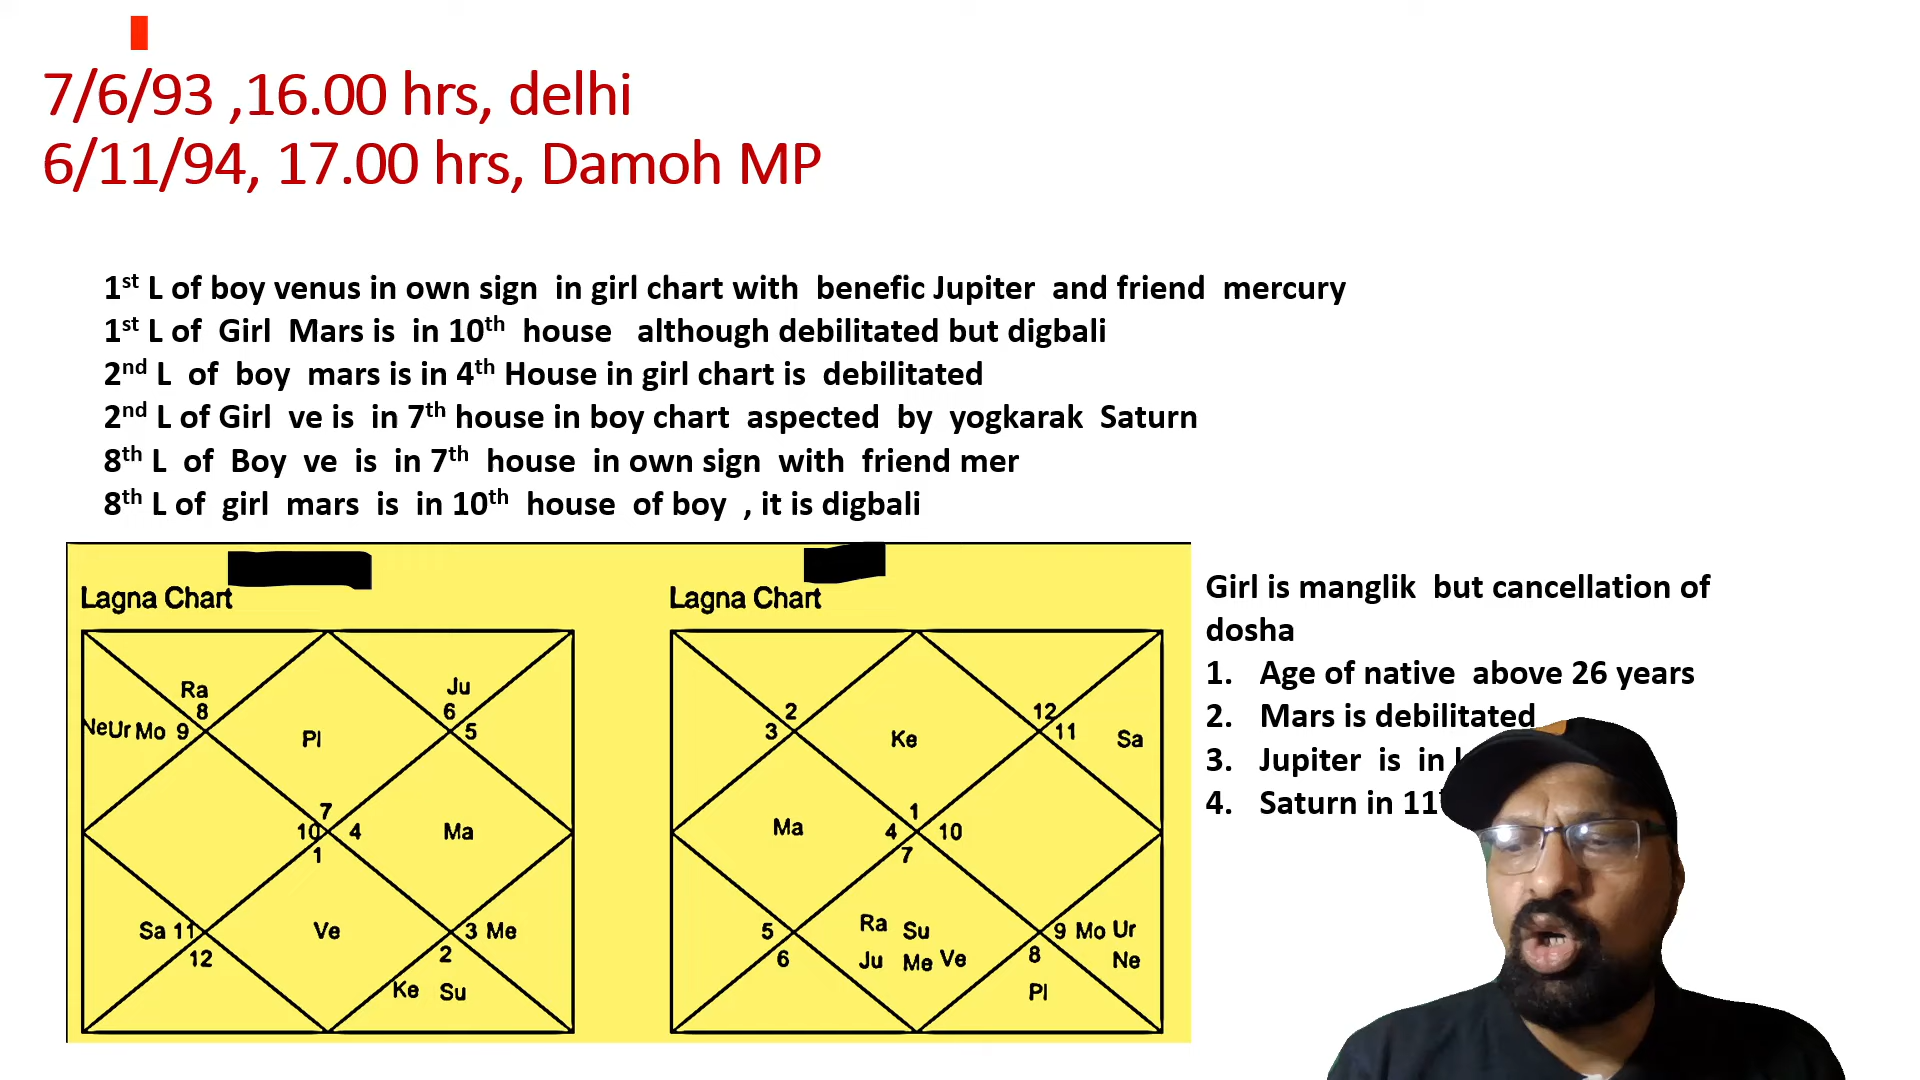 7/6/93 ,16.00 hrs, delhi
6/11/94, 17.00 hrs, Damoh MP
1st L of boy venus in own sign in girl chart with benefic Jupiter and friend mercury
1st L of Girl Mars is in 10th house although debilitated but digbali
2nd L of boy mars is in 4th House in girl chart is debilitated
2nd L of Girl ve is in 7th house in boy chart aspected by yogkarak Saturn
8th L of Boy ve is in 7th house in own sign with friend mer
8th L of girl mars is in 10th house of boy , it is digbali
Lagna Chart
Ra
8
NeUr Mo 9
Pl
Ju
6
5
7
10
4
1
Ma
Sa 11
12
Ve
3 Me
2
Ke Su
Lagna Chart
2
3
Ke
12
11
Sa
Ma
1
4
10
7
5
6
Ra Su
Ju Me Ve
9 Mo Ur
Ne
8
Pl
Girl is manglik but cancellation of
dosha
1. Age of native above 26 years
2. Mars is debilitated
3. Jupiter is in
4. Saturn in 11